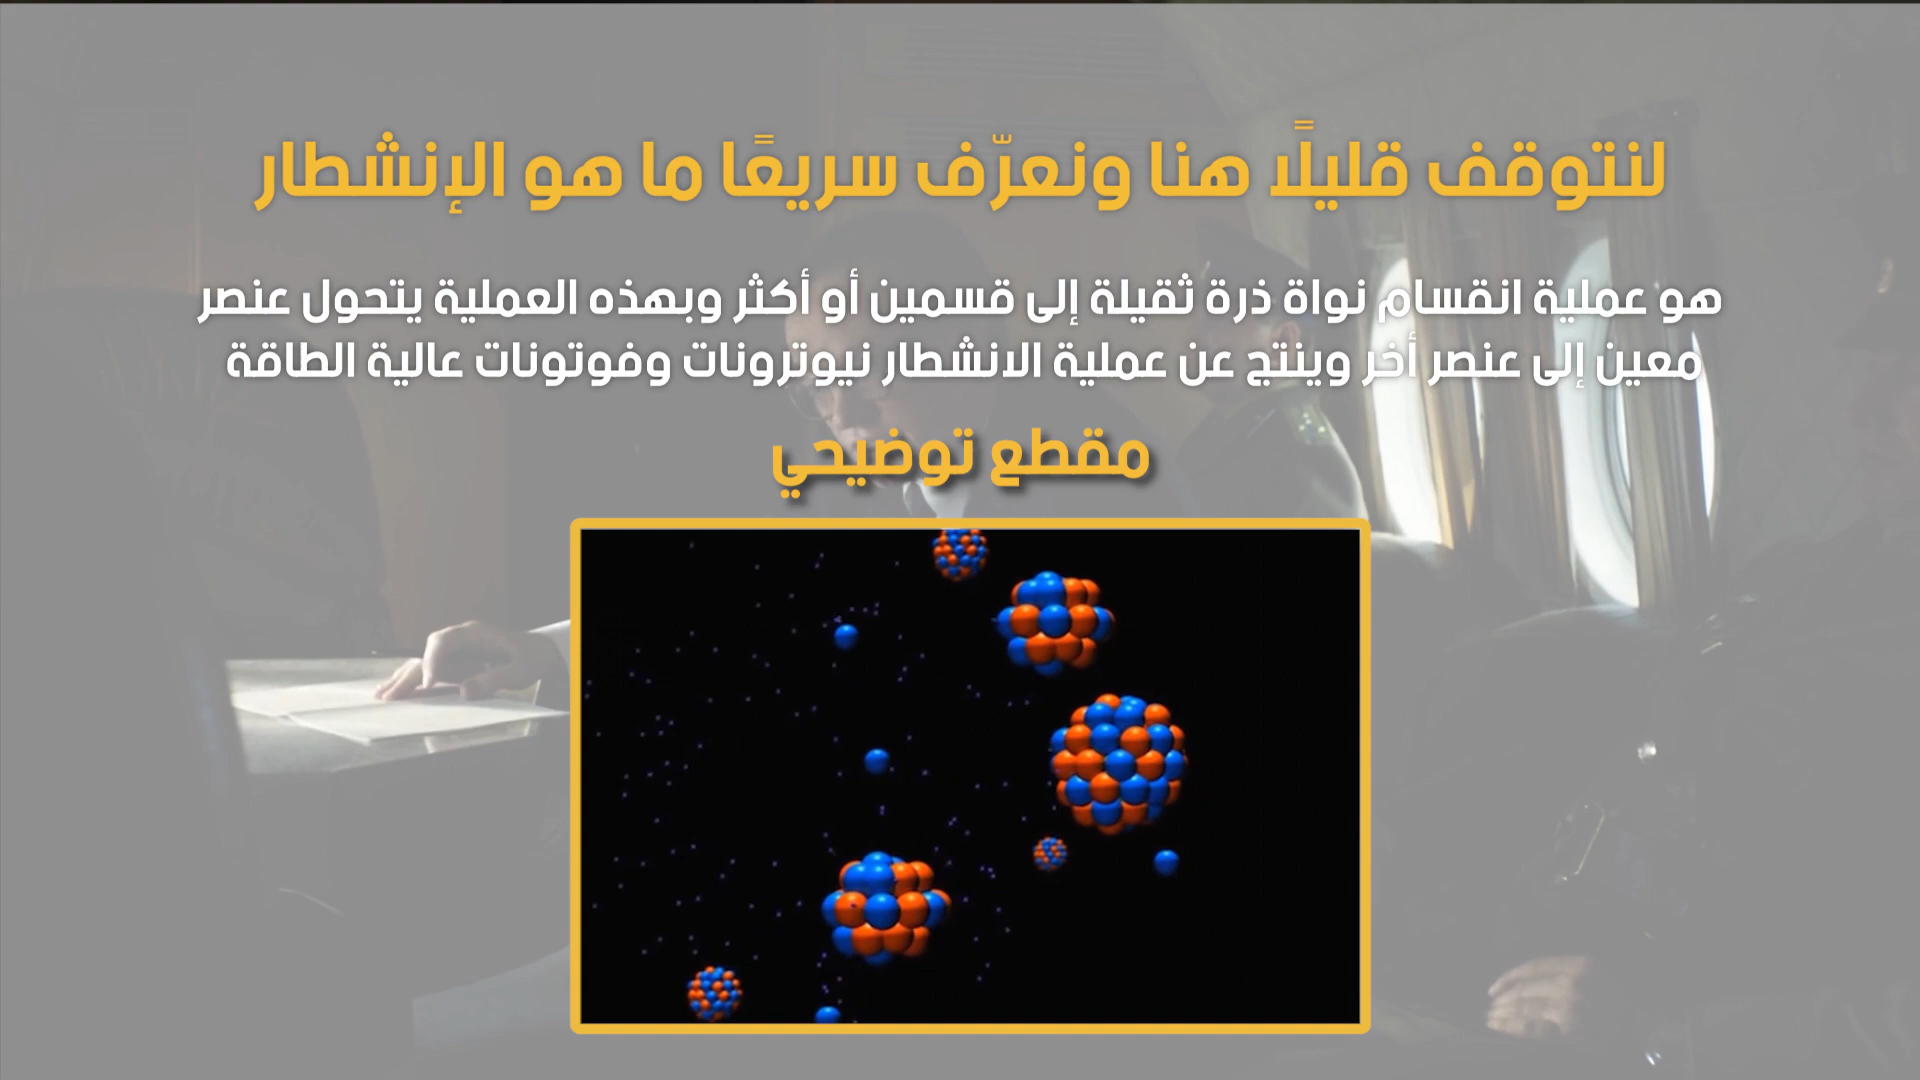 لنتوقف قليلًا هنا ونعرّف سريعًا ما هو الإنشطار
هو عملية انقسام نواة ذرة ثقيلة إلى قسمين أو أكثر وبهذه العملية يتحول عنصر
معين إلى عنصر أخر وينتج عن عملية الانشطار نيوترونات وفوتونات عالية الطاقة
مقطع توضيحي